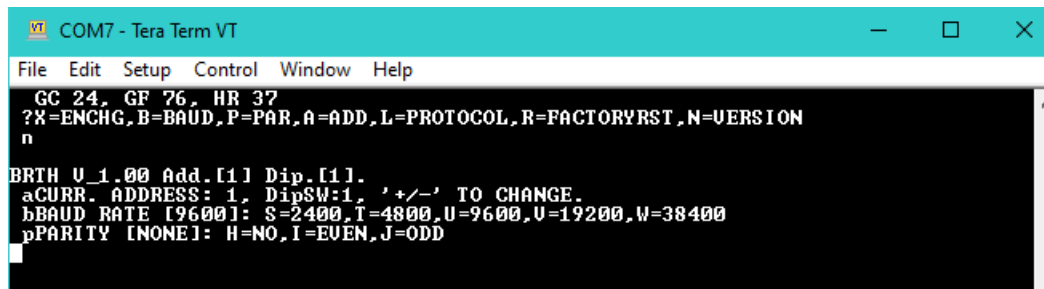 COM7 - Tera Term VT
File Edit Setup Control Window Help
GC 24, GF 76, HR 37
?X=ENCHG,B=BAUD,P=PAR,A=ADD,L=PROTOCOL,R=FACTORYRST,N=VERSION
n
BRTH V_1.00 Add.[1] Dip.[1].
aCURR. ADDRESS: 1, DipSW:1, '+/-' TO CHANGE.
bBAUD RATE [9600]: S=2400,T=4800,U=9600,V=19200,W=38400
pPARITY [NONE]: H=NO,I=EVEN,J=ODD